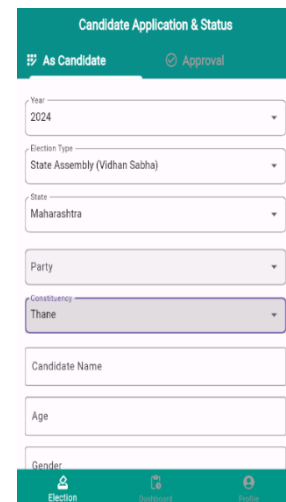 Candidate Application & Status
As Candidate
Approval
Year
2024
Election Type
State Assembly (Vidhan Sabha)
State
Maharashtra
Party
Constituency
Thane
Candidate Name
Age
Gender
Election
Dashboard
Profile